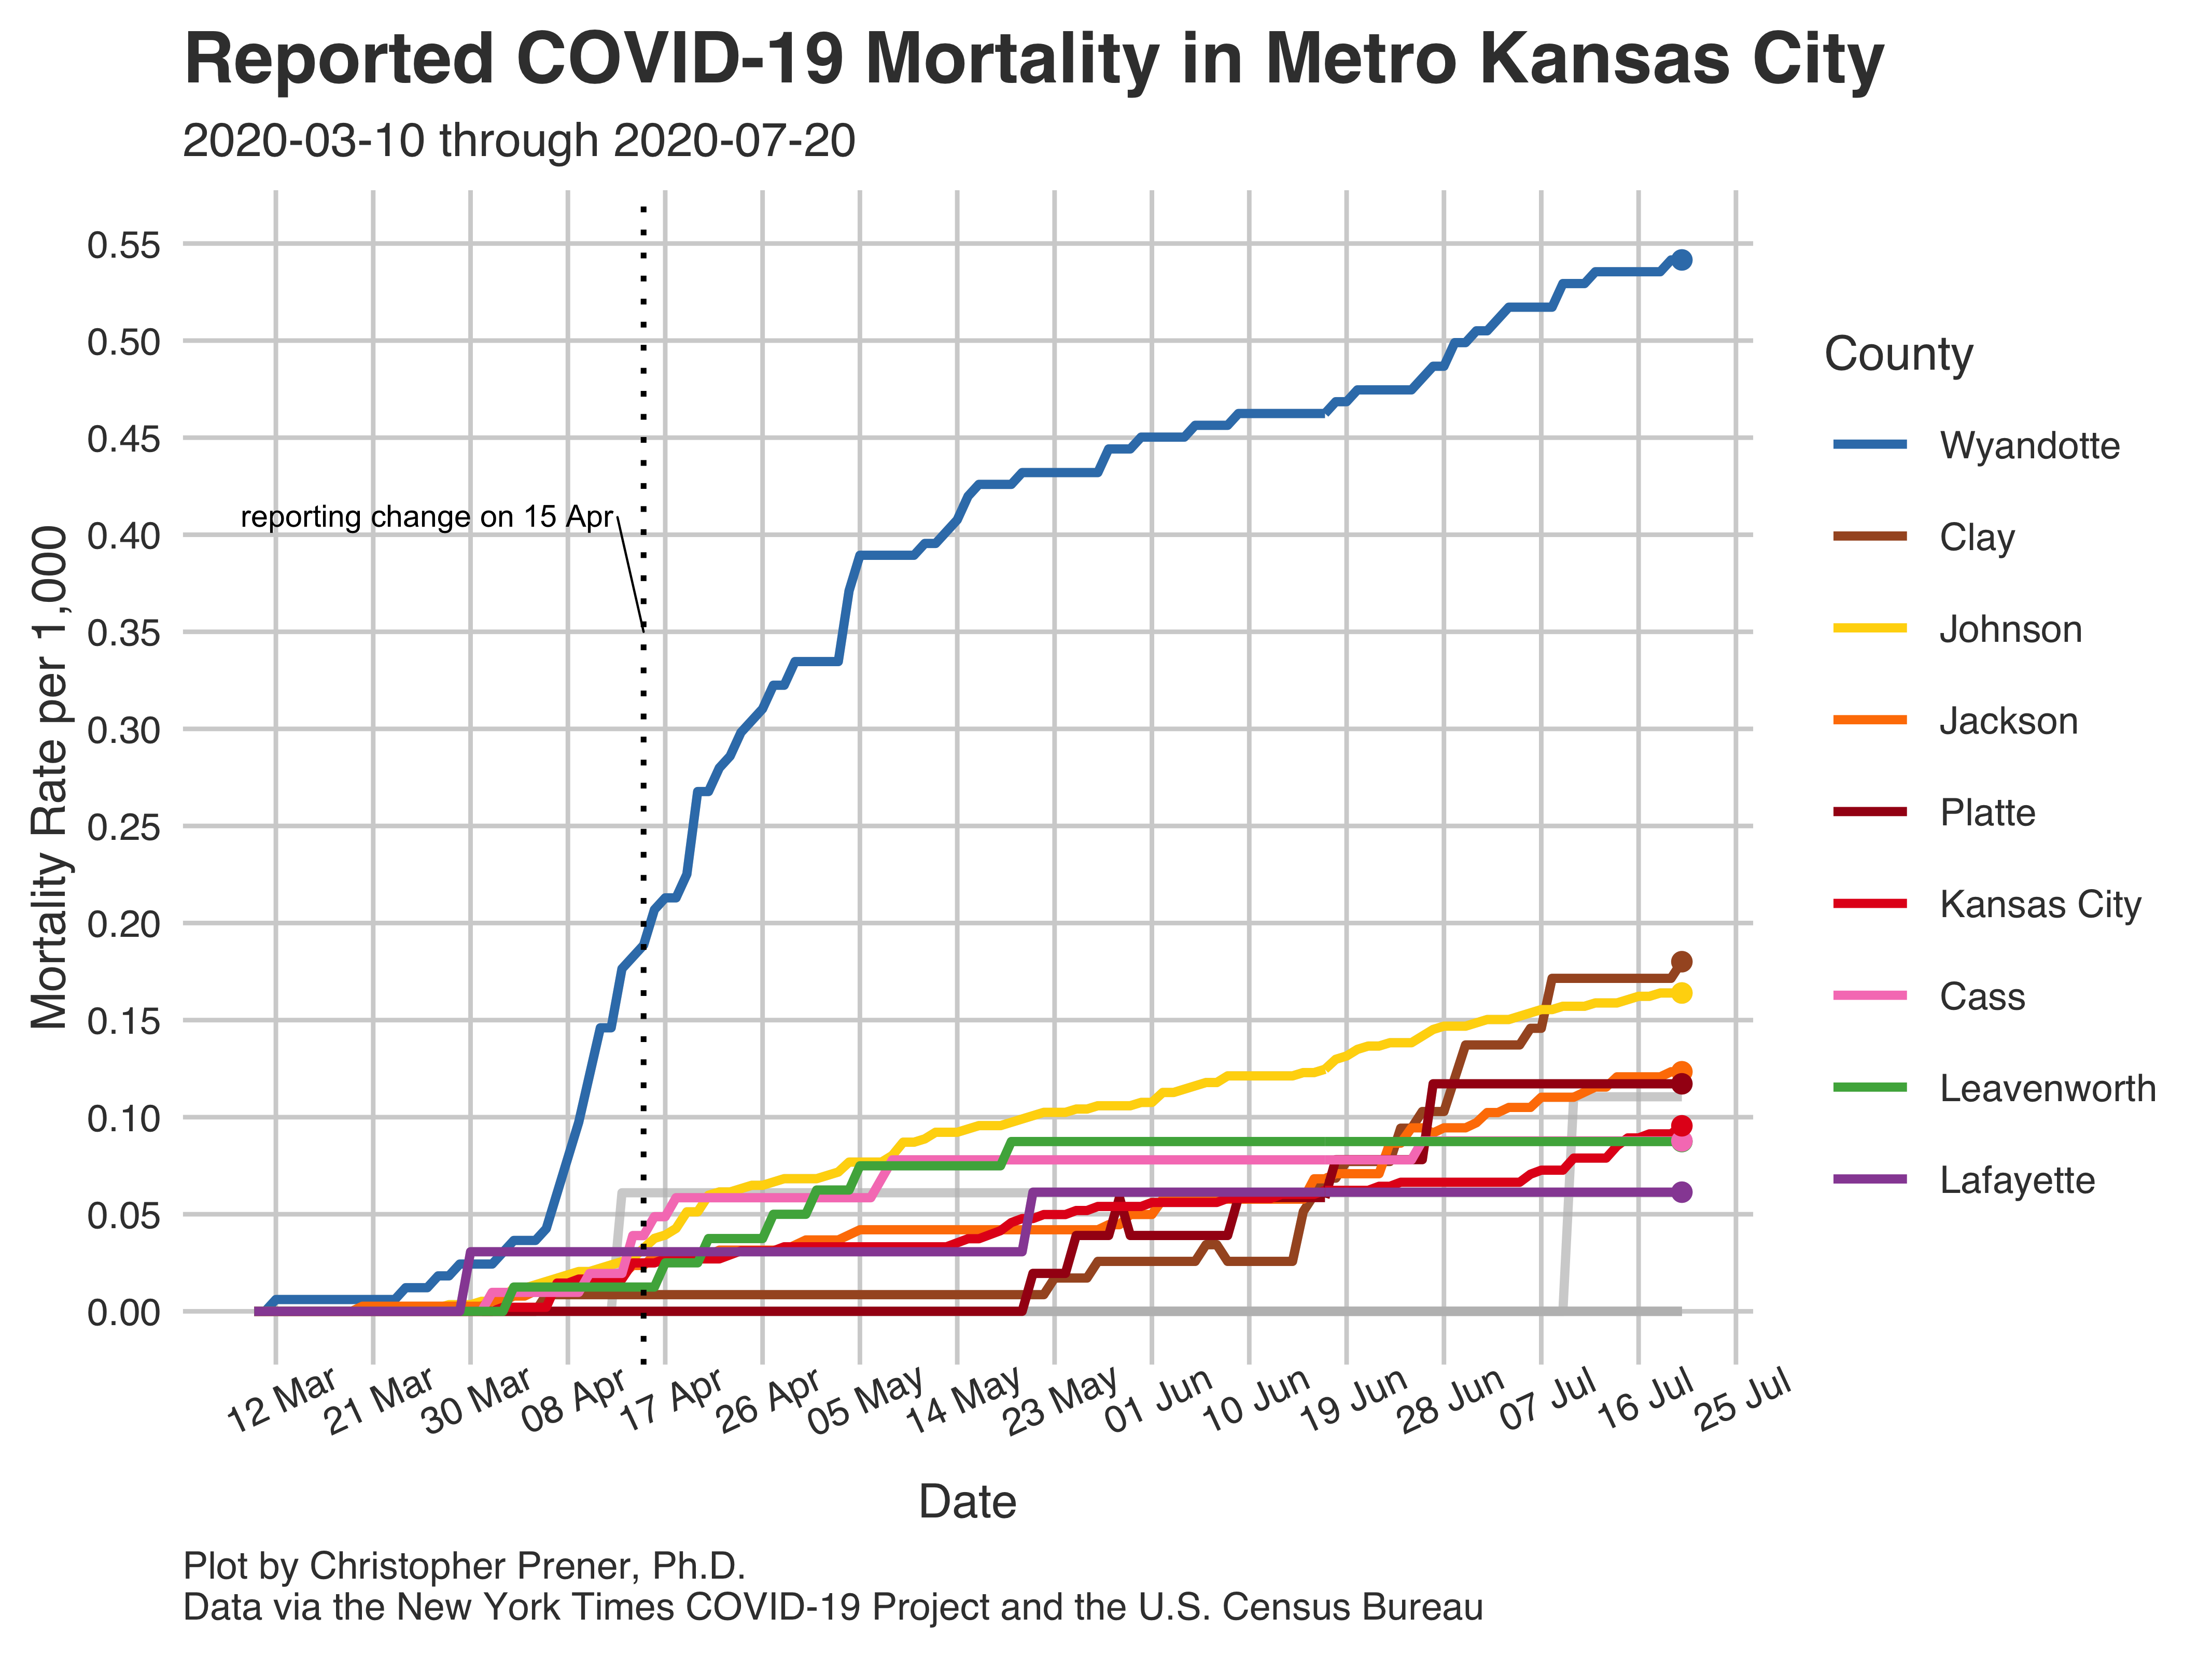 Reported COVID-19 Mortality in Metro Kansas City
2020-03-10 through 2020-07-20
0.55
0.50
0.45
0.40
0.35
0.30
0.25
0.20
0.15
0.10
0.05
0.00
Mortality Rate per 1,000
reporting change on 15 Apr
12 Mar
21 Mar
30 Mar
08 Apr
17 Apr
26 Apr
05 May
14 May
23 May
01 Jun
10 Jun
19 Jun
28 Jun
07 Jul
16 Jul
25 Jul
Date
County
Wyandotte
Clay
Johnson
Jackson
Platte
Kansas City
Cass
Leavenworth
Lafayette
Plot by Christopher Prener, Ph.D.
Data via the New York Times COVID-19 Project and the U.S. Census Bureau